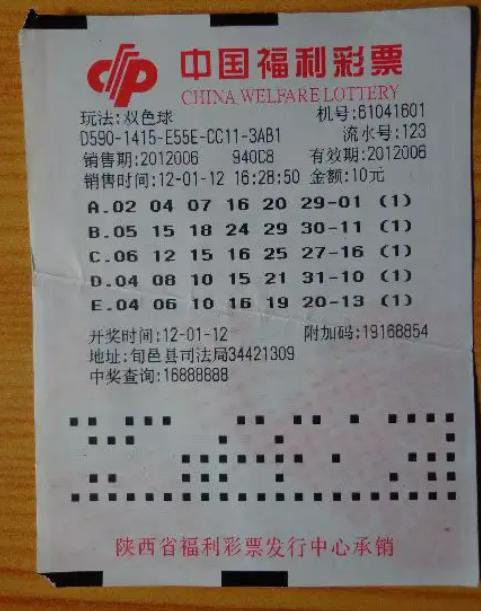 中国福利彩票
CHINA WELFARE LOTTERY
玩法:双色球 机号:61041601
D590-1415-E55E-CC11-3AB1 流水号:123
销售期:2012006 940C8 有效期:2012006
销售时间:12-01-12 16:28:50 金额:10元
A.02 04 07 16 20 29-01 (1)
B.05 15 18 24 29 30-11 (1)
C.06 12 15 16 25 27-16 (1)
D.04 08 10 15 21 31-10 (1)
E.04 06 10 16 19 20-13 (1)
开奖时间:12-01-12 附加码:19168854
地址:旬邑县司法局34421309
中奖查询:16888888
陕西省福利彩票发行中心承销